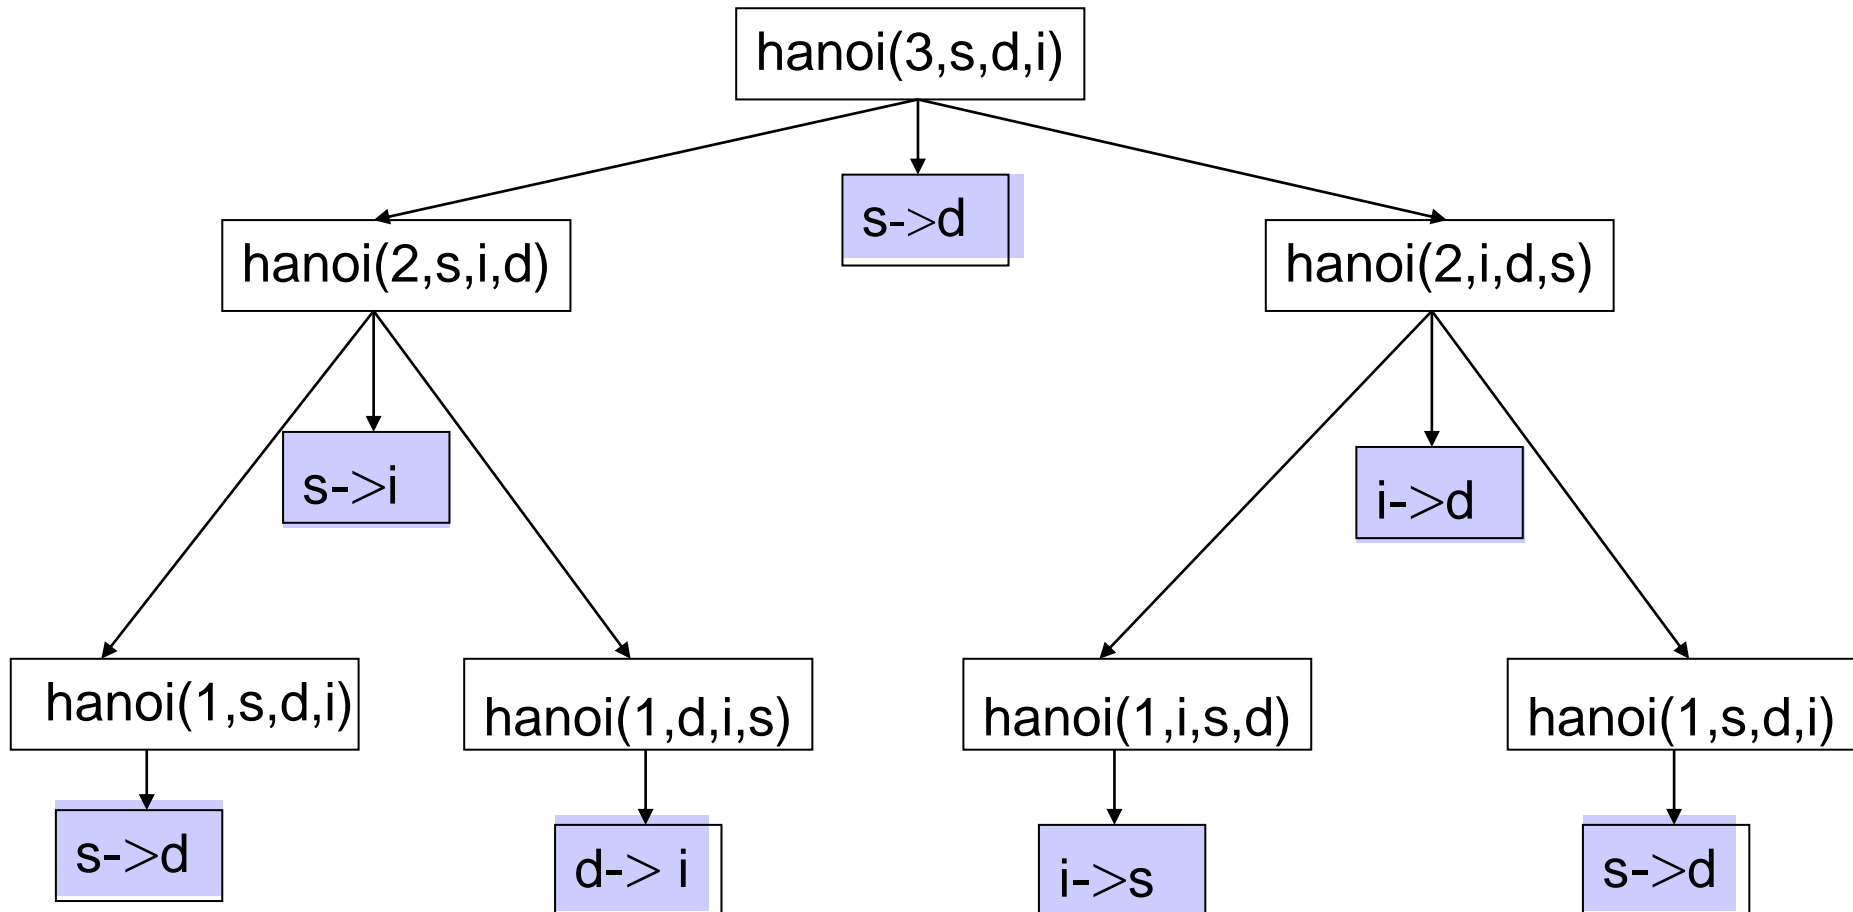 hanoi(3,s,d,i)
s->d
hanoi(2,s,i,d)
hanoi(2,i,d,s)
s->i
i->d
hanoi(1,s,d,i)
hanoi(1,d,i,s)
hanoi(1,i,s,d)
hanoi(1,s,d,i)
s->d
d-> i
i->s
s->d